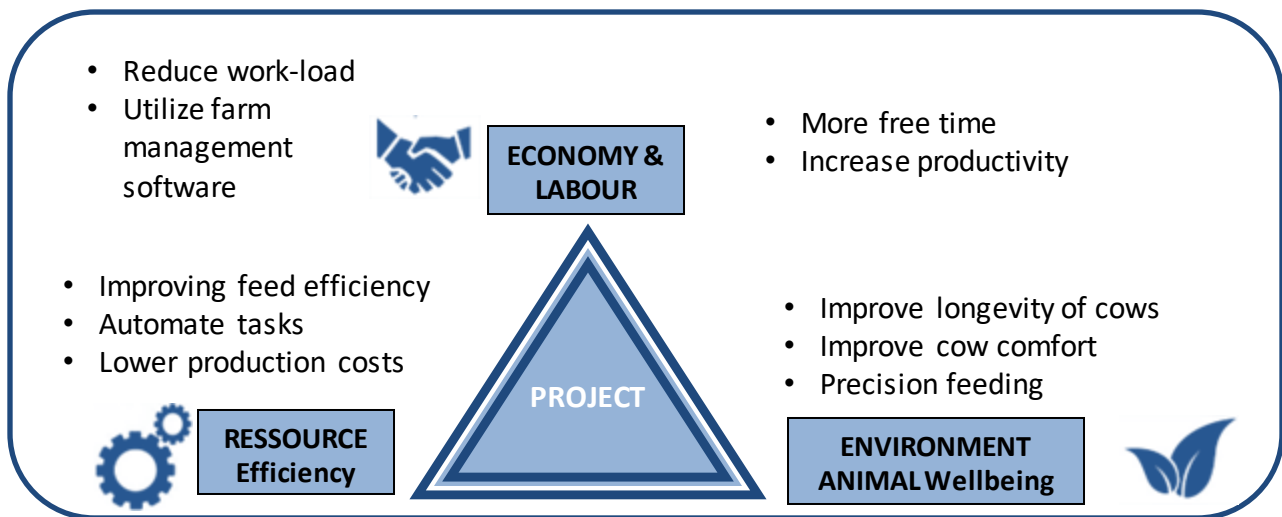 • Reduce work-load
• Utilize farm
management
software
ECONOMY &
LABOUR
• More free time
• Increase productivity
• Improving feed efficiency
• Automate tasks
• Lower production costs
• Improve longevity of cows
• Improve cow comfort
• Precision feeding
PROJECT
RESSOURCE
Efficiency
ENVIRONMENT
ANIMAL Wellbeing